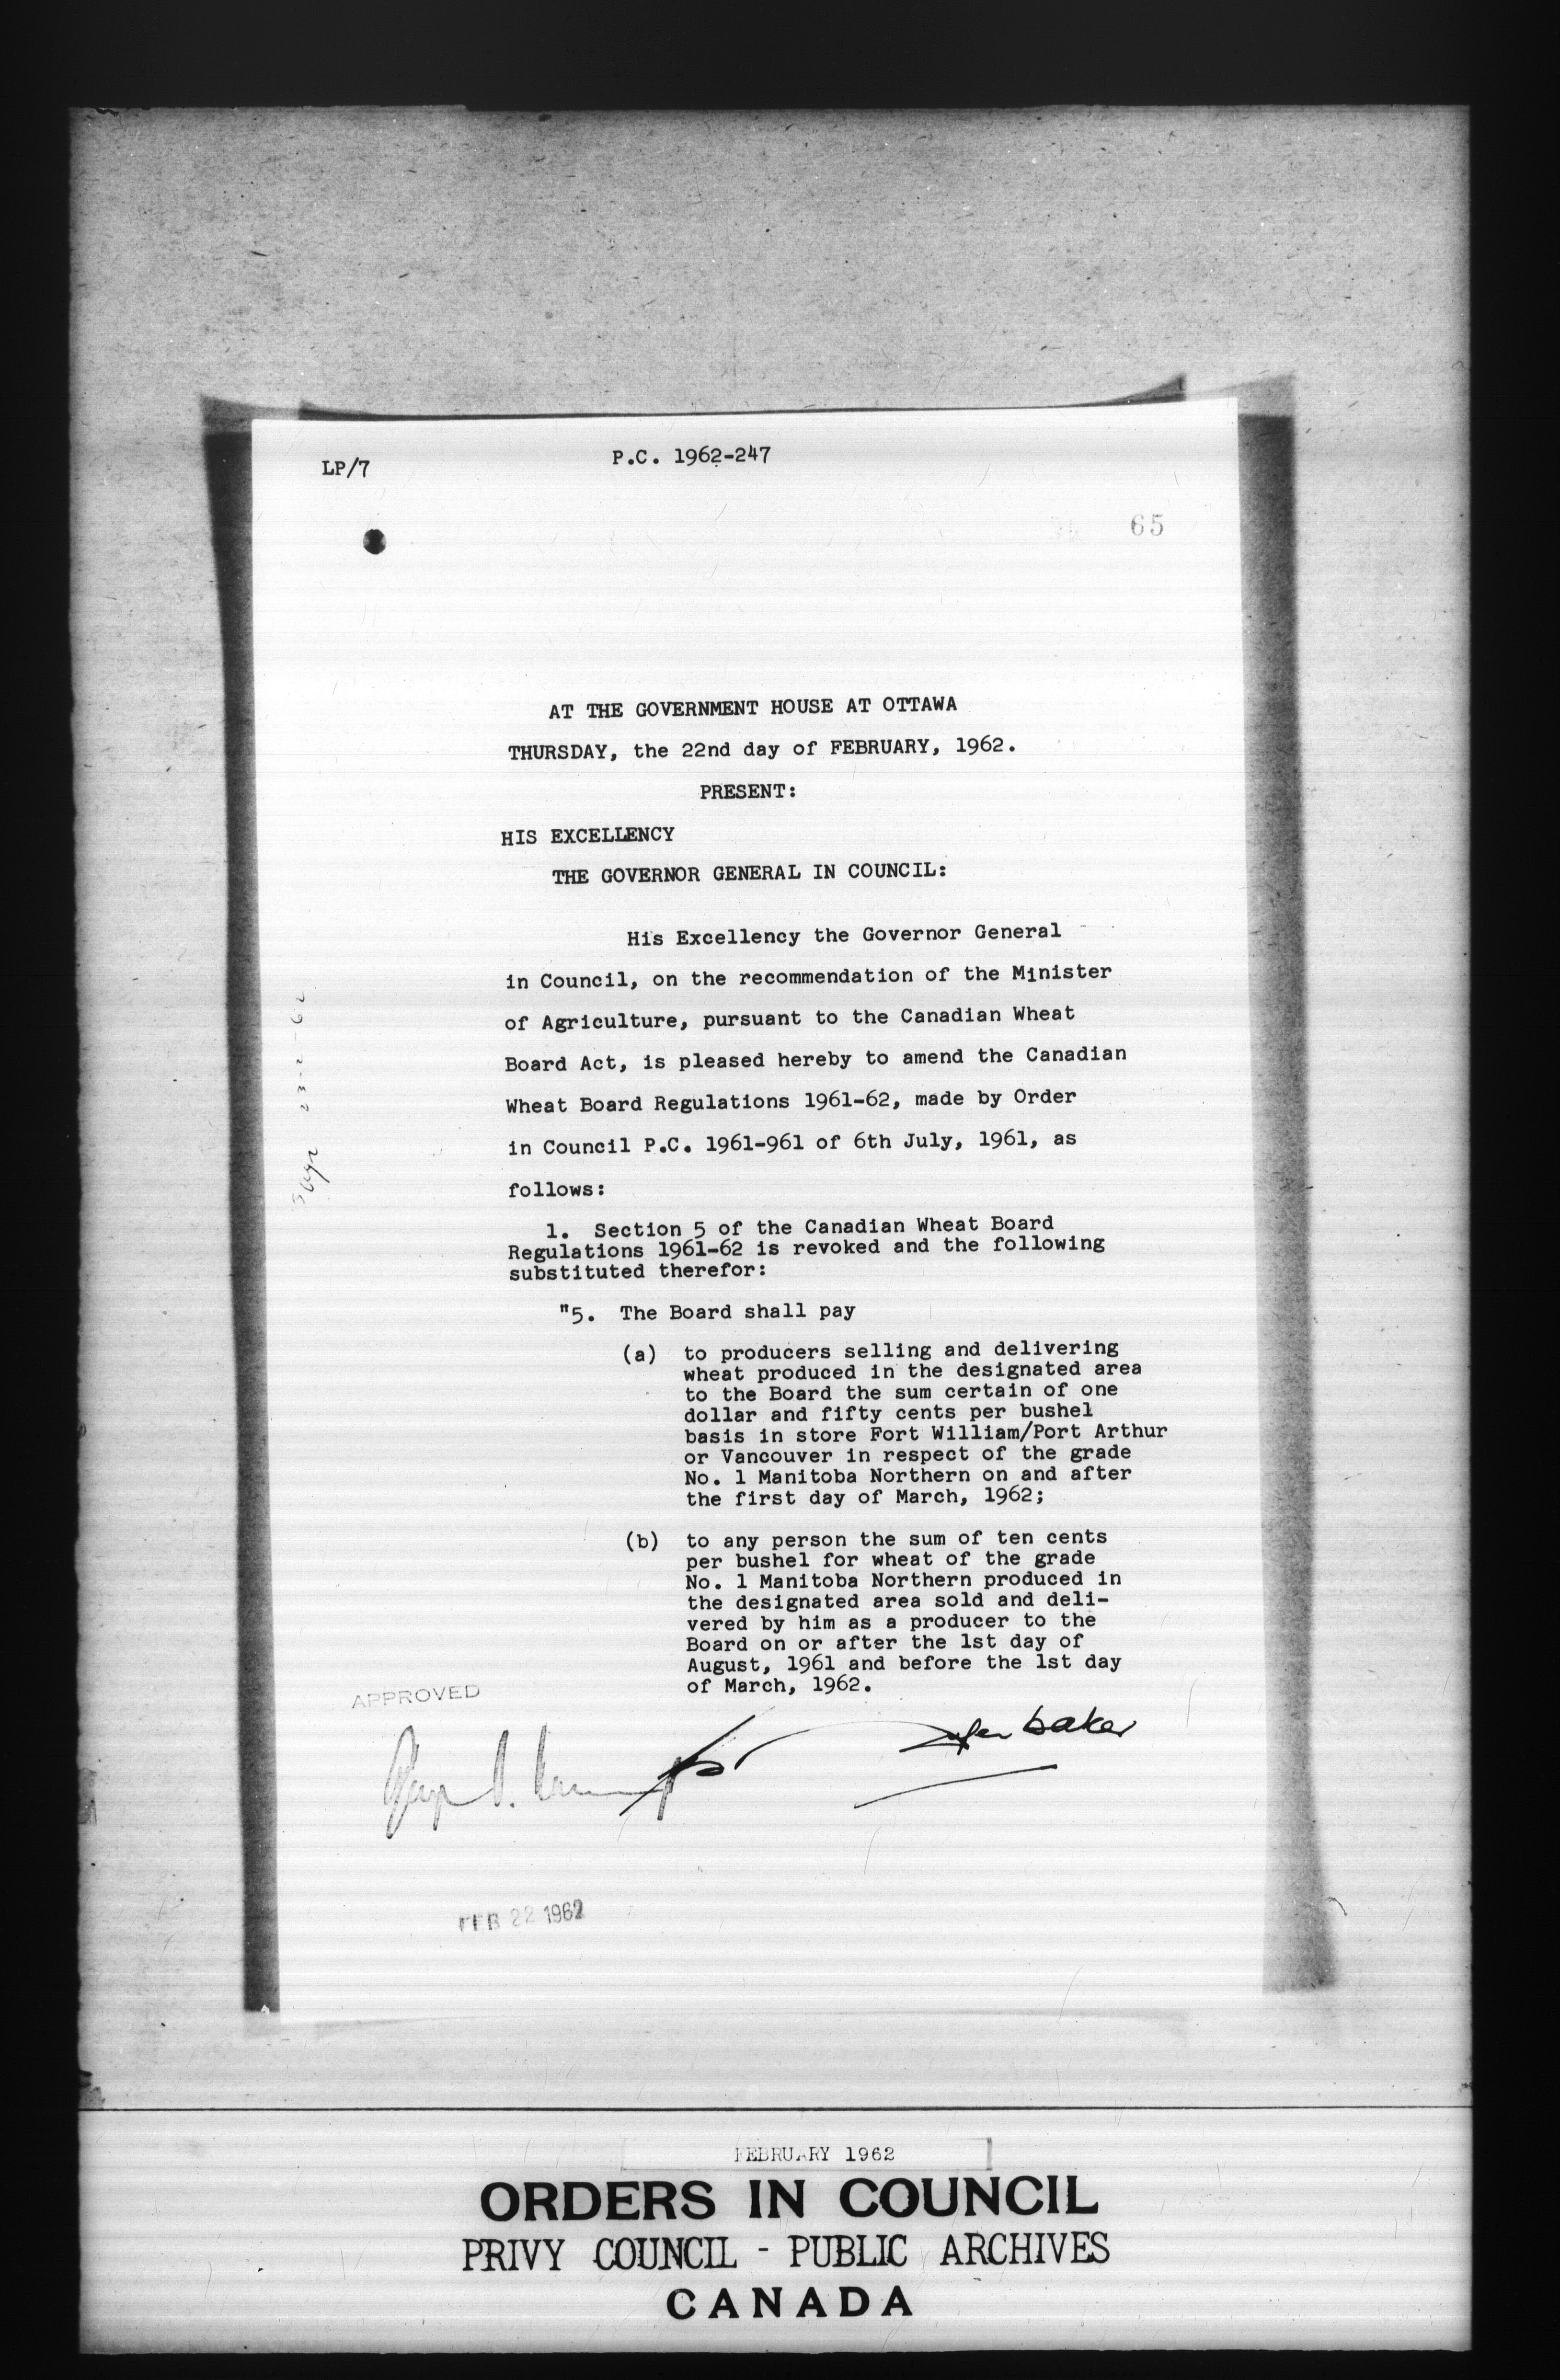 LP/7
P.C. 1962-247
65
AT THE GOVERNMENT HOUSE AT OTTAWA
THURSDAY, the 22nd day of FEBRUARY, 1962.
PRESENT:
HIS EXCELLENCY
THE GOVERNOR GENERAL IN COUNCIL:
His Excellency the Governor General
in Council, on the recommendation of the Minister
of Agriculture, pursuant to the Canadian Wheat
Board Act, is pleased hereby to amend the Canadian
Wheat Board Regulations 1961-62, made by Order
in Council P.C. 1961-961 of 6th July, 1961, as
follows:
1. Section 5 of the Canadian Wheat Board
Regulations 1961-62 is revoked and the following
substituted therefor:
"5. The Board shall pay
(a) to producers selling and delivering
wheat produced in the designated area
to the Board the sum certain of one
dollar and fifty cents per bushel
basis in store Fort William/Port Arthur
or Vancouver in respect of the grade
No. 1 Manitoba Northern on and after
the first day of March, 1962;
(b) to any person the sum of ten cents
per bushel for wheat of the grade
No. 1 Manitoba Northern produced in
the designated area sold and deli-
vered by him as a producer to the
Board on or after the 1st day of
August, 1961 and before the 1st day
of March, 1962.
APPROVED
FEB 22 1962
FEBRUARY 1962
ORDERS IN COUNCIL
PRIVY COUNCIL - PUBLIC ARCHIVES
CANADA